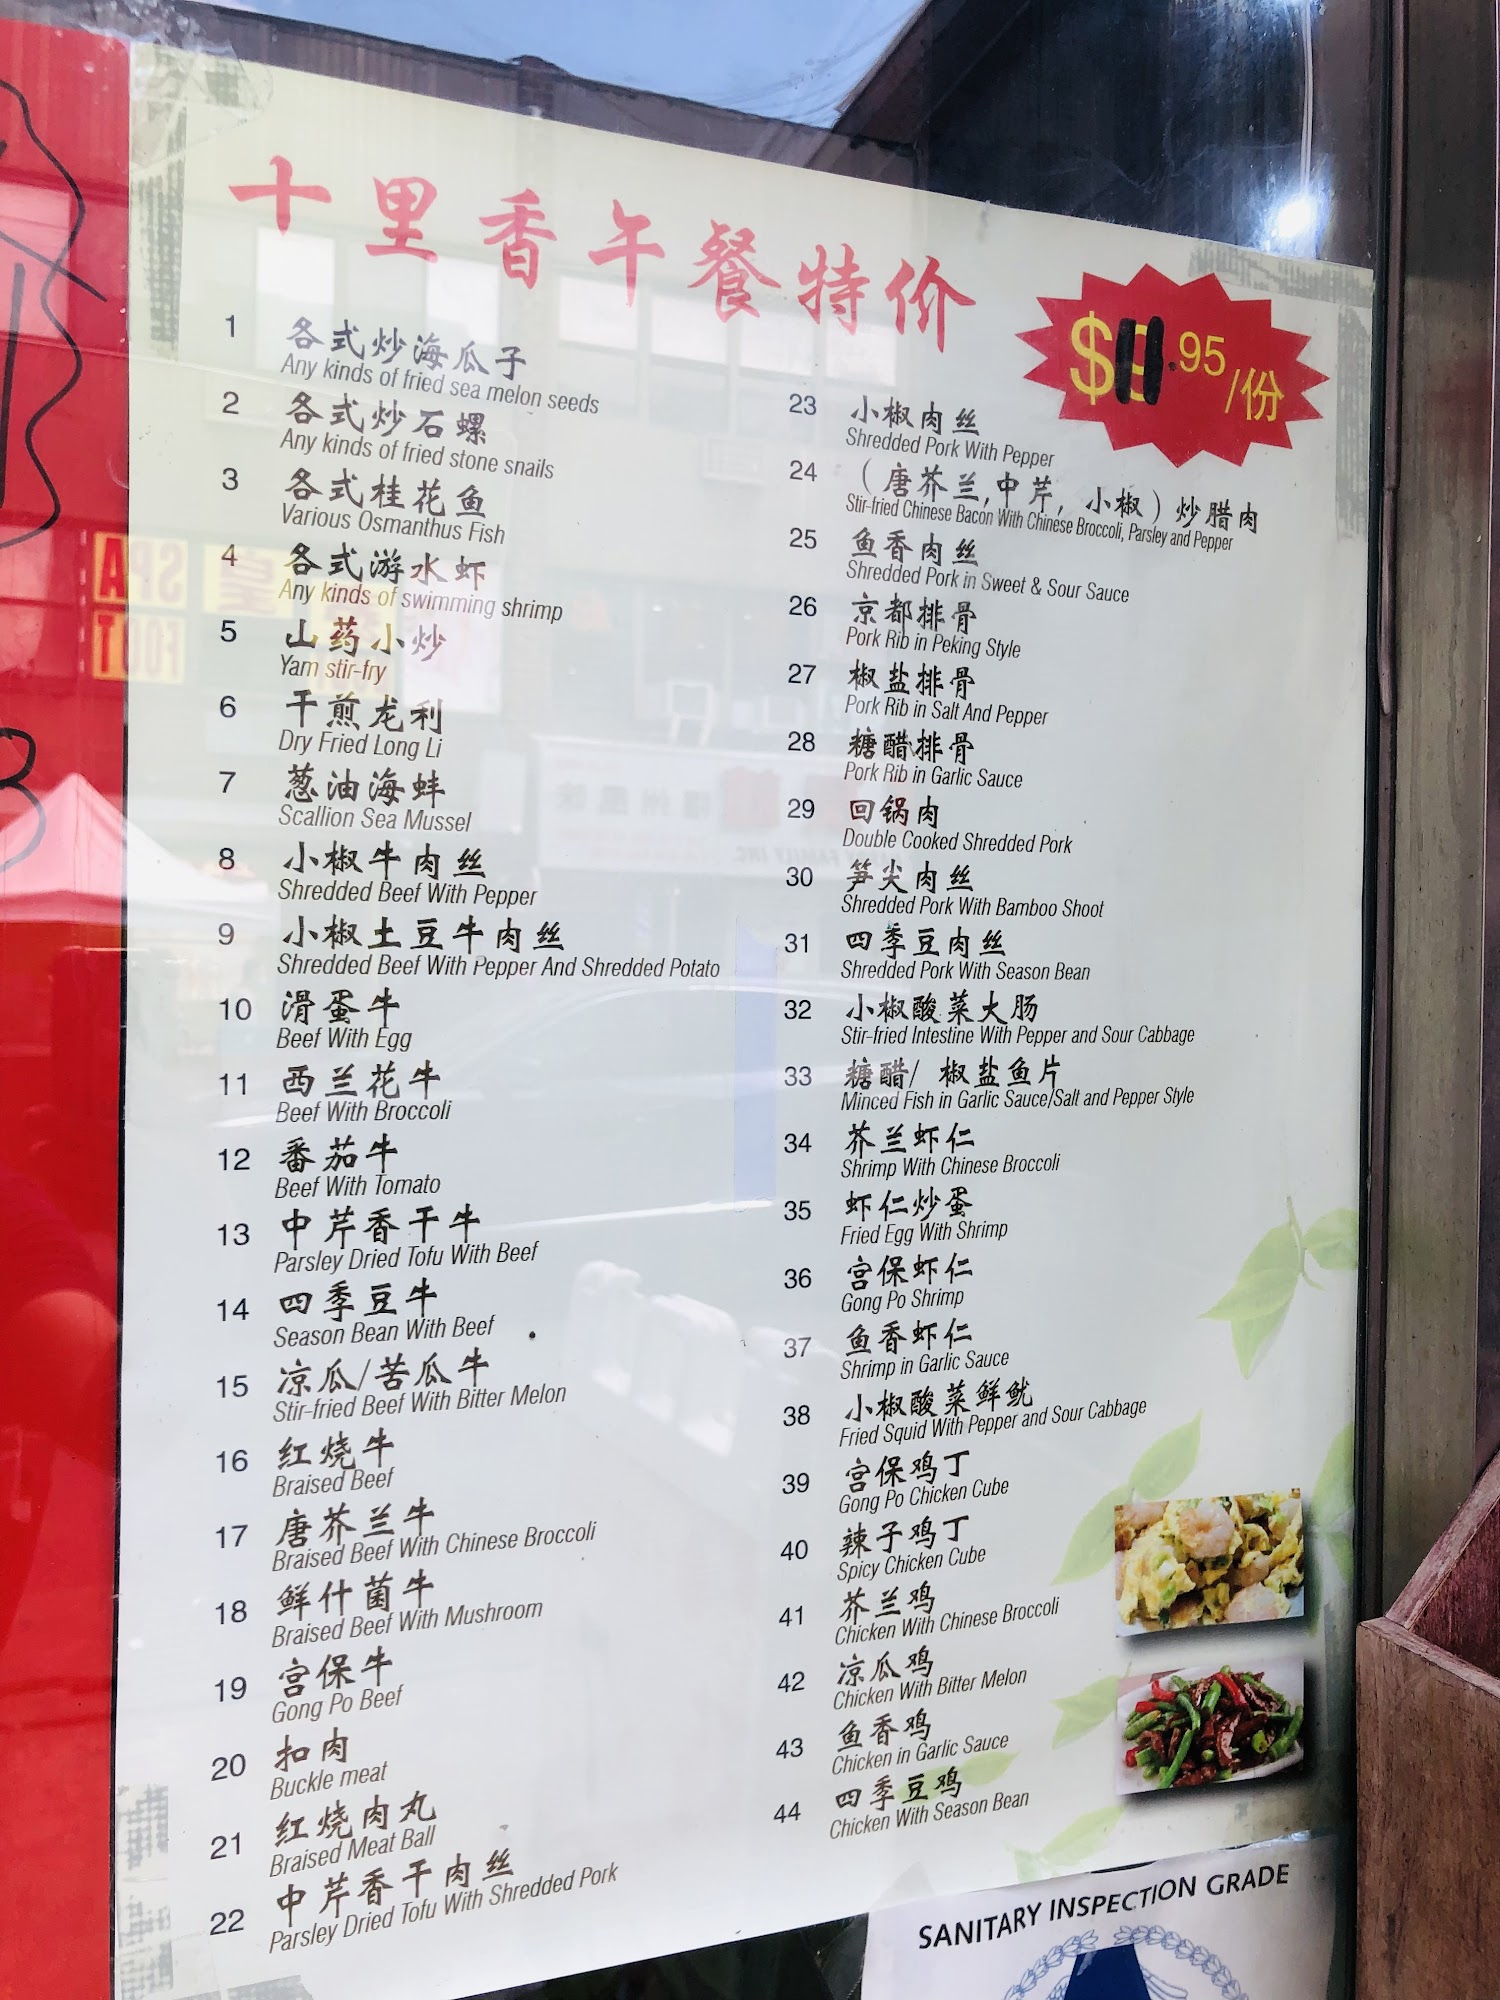 十里香午餐特价
$11.95/份
1 各式炒海瓜子
Any kinds of fried sea melon seeds
2 各式炒石螺
Any kinds of fried stone snails
3 各式桂花鱼
Various Osmanthus Fish
4 各式游水虾
Any kinds of swimming shrimp
5 山药小炒
Yam stir-fry
6 干煎龙利
Dry Fried Long Li
7 葱油海蚌
Scallion Sea Mussel
8 小椒牛肉丝
Shredded Beef With Pepper
9 小椒土豆牛肉丝
Shredded Beef With Pepper And Shredded Potato
10 滑蛋牛
Beef With Egg
11 西兰花牛
Beef With Broccoli
12 番茄牛
Beef With Tomato
13 中芹香干牛
Parsley Dried Tofu With Beef
14 四季豆牛
Season Bean With Beef
15 凉瓜/苦瓜牛
Stir-fried Beef With Bitter Melon
16 红烧牛
Braised Beef
17 唐芥兰牛
Braised Beef With Chinese Broccoli
18 鲜什菌牛
Braised Beef With Mushroom
19 宫保牛
Gong Po Beef
20 扣肉
Buckle meat
21 红烧肉丸
Braised Meat Ball
22 中芹香干肉丝
Parsley Dried Tofu With Shredded Pork
23 小椒肉丝
Shredded Pork With Pepper
24 （唐芥兰,中芹，小椒）炒腊肉
Stir-fried Chinese Bacon With Chinese Broccoli, Parsley and Pepper
25 鱼香肉丝
Shredded Pork in Sweet & Sour Sauce
26 京都排骨
Pork Rib in Peking Style
27 椒盐排骨
Pork Rib in Salt And Pepper
28 糖醋排骨
Pork Rib in Garlic Sauce
29 回锅肉
Double Cooked Shredded Pork
30 笋尖肉丝
Shredded Pork With Bamboo Shoot
31 四季豆肉丝
Shredded Pork With Season Bean
32 小椒酸菜大肠
Stir-fried Intestine With Pepper and Sour Cabbage
33 糖醋/椒盐鱼片
Minced Fish in Garlic Sauce/Salt and Pepper Style
34 芥兰虾仁
Shrimp With Chinese Broccoli
35 虾仁炒蛋
Fried Egg With Shrimp
36 宫保虾仁
Gong Po Shrimp
37 鱼香虾仁
Shrimp in Garlic Sauce
38 小椒酸菜鲜鱿
Fried Squid With Pepper and Sour Cabbage
39 宫保鸡丁
Gong Po Chicken Cube
40 辣子鸡丁
Spicy Chicken Cube
41 芥兰鸡
Chicken With Chinese Broccoli
42 凉瓜鸡
Chicken With Bitter Melon
43 鱼香鸡
Chicken in Garlic Sauce
44 四季豆鸡
Chicken With Season Bean
SANITARY INSPECTION GRADE